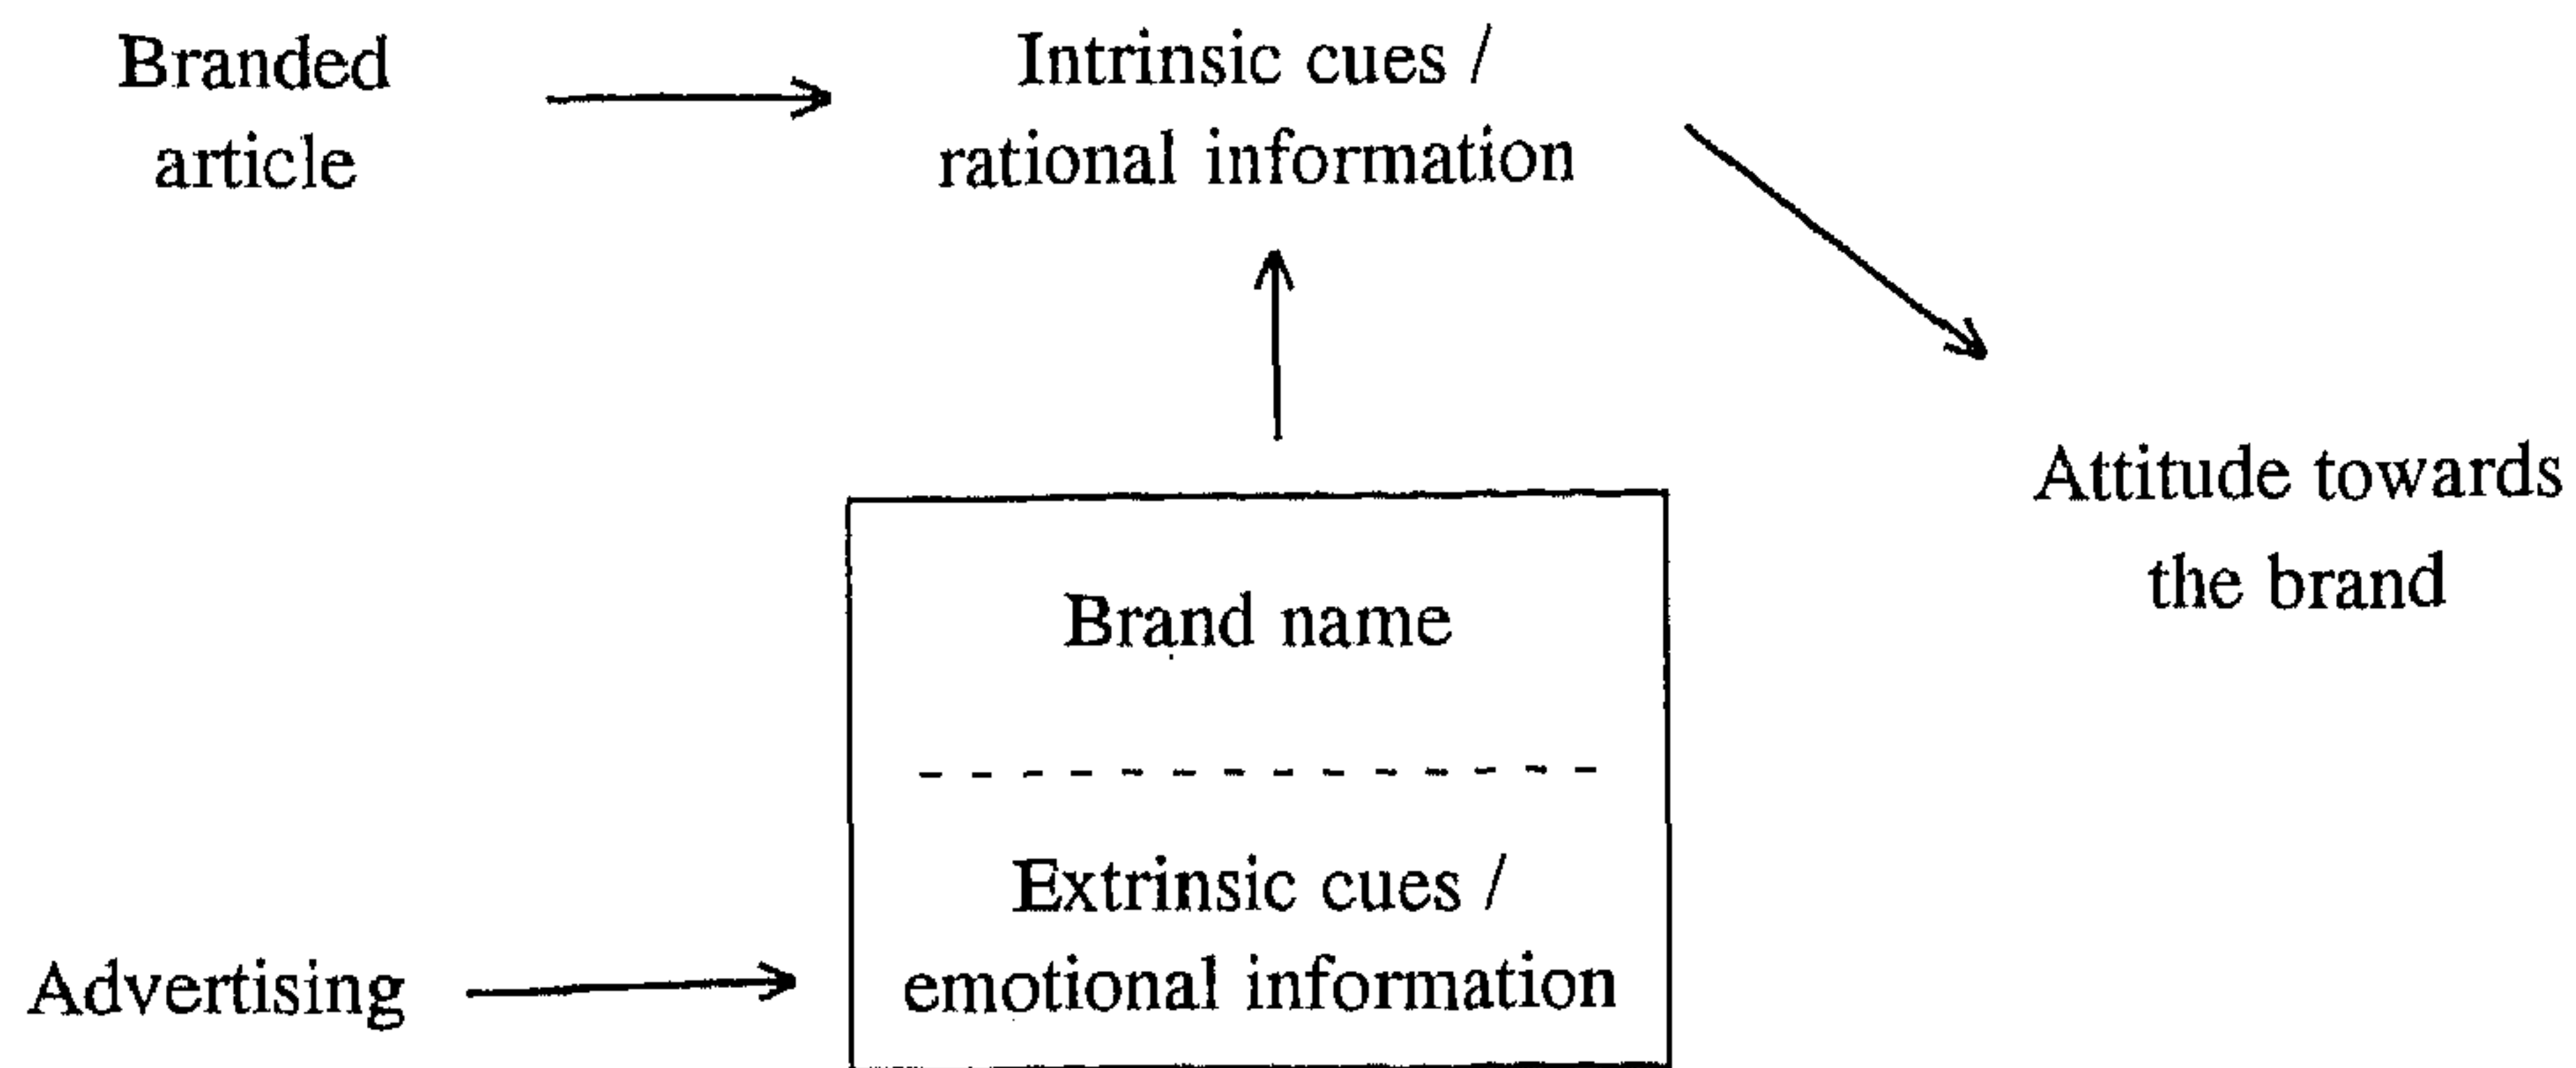 Branded
article
Intrinsic cues /
rational information
Attitude towards
the brand
Brand name
Extrinsic cues /
emotional information
Advertising